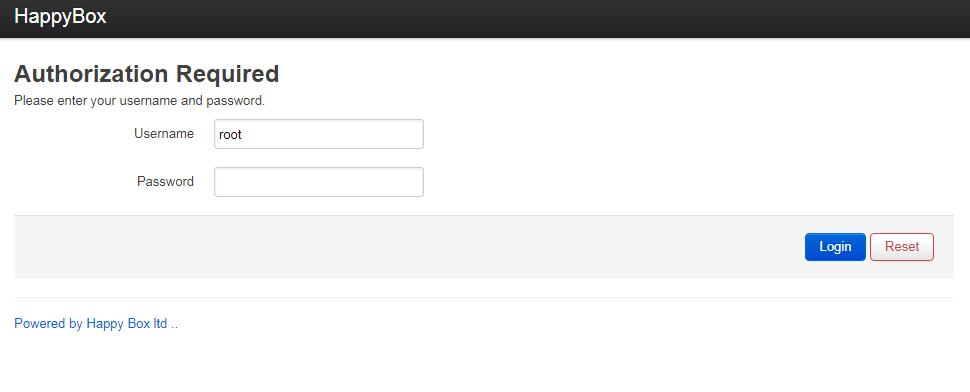 HappyBox
Authorization Required
Please enter your username and password.
Username root
Password
Login Reset
Powered by Happy Box ltd ..